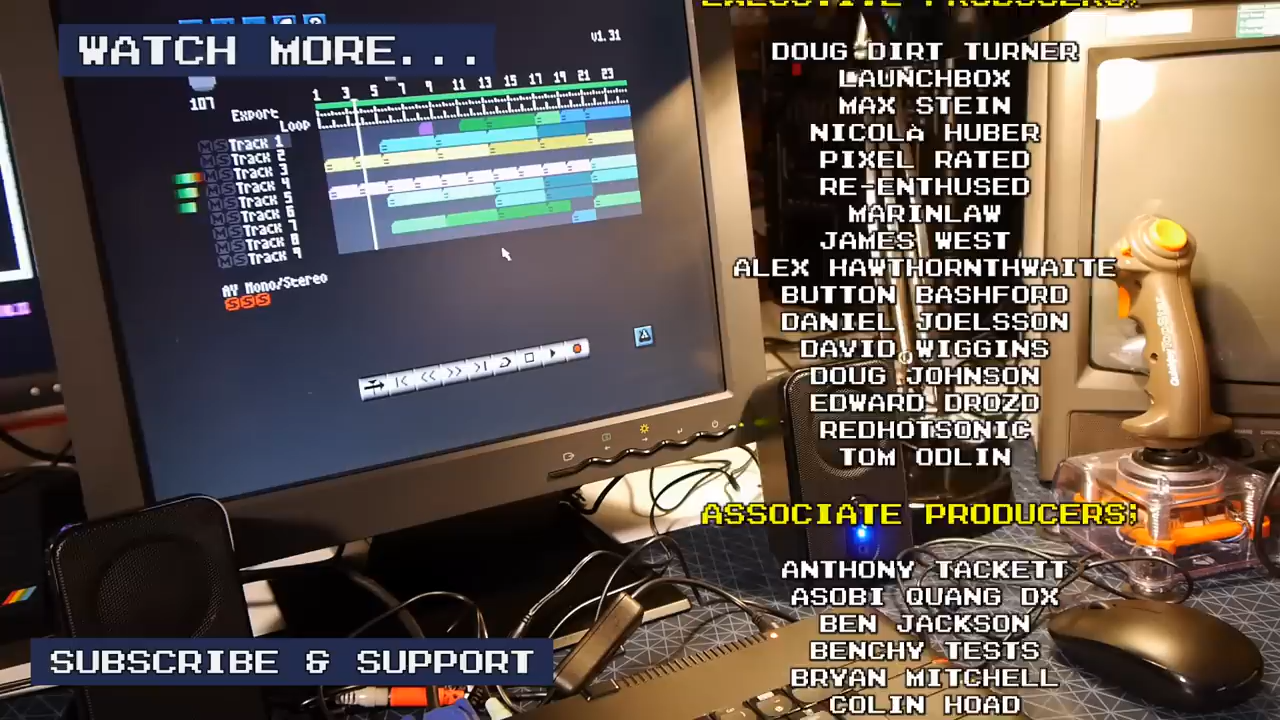 WATCH MORE...
v1.31
107
Export
Loop
1 3 5 7 9 11 13 15 17 19 21 23
M S Track 1
M S Track 2
M S Track 3
M S Track 4
M S Track 5
M S Track 6
M S Track 7
M S Track 8
M S Track 9
AY Mono/Stereo
S S S
SUBSCRIBE & SUPPORT
EXECUTIVE PRODUCERS;
DOUG DIRT TURNER
LAUNCHBOX
MAX STEIN
NICOLA HUBER
PIXEL RATED
RE-ENTHUSED
MARINLAW
JAMES WEST
ALEX HAWTHORNTHWAITE
BUTTON BASHFORD
DANIEL JOELSSON
DAVID WIGGINS
DOUG JOHNSON
EDWARD DROZD
REDHOTSONIC
TOM ODLIN
ASSOCIATE PRODUCERS;
ANTHONY TACKETT
ASOBI QUANG DX
BEN JACKSON
BENCHY TESTS
BRYAN MITCHELL
COLIN HOAD